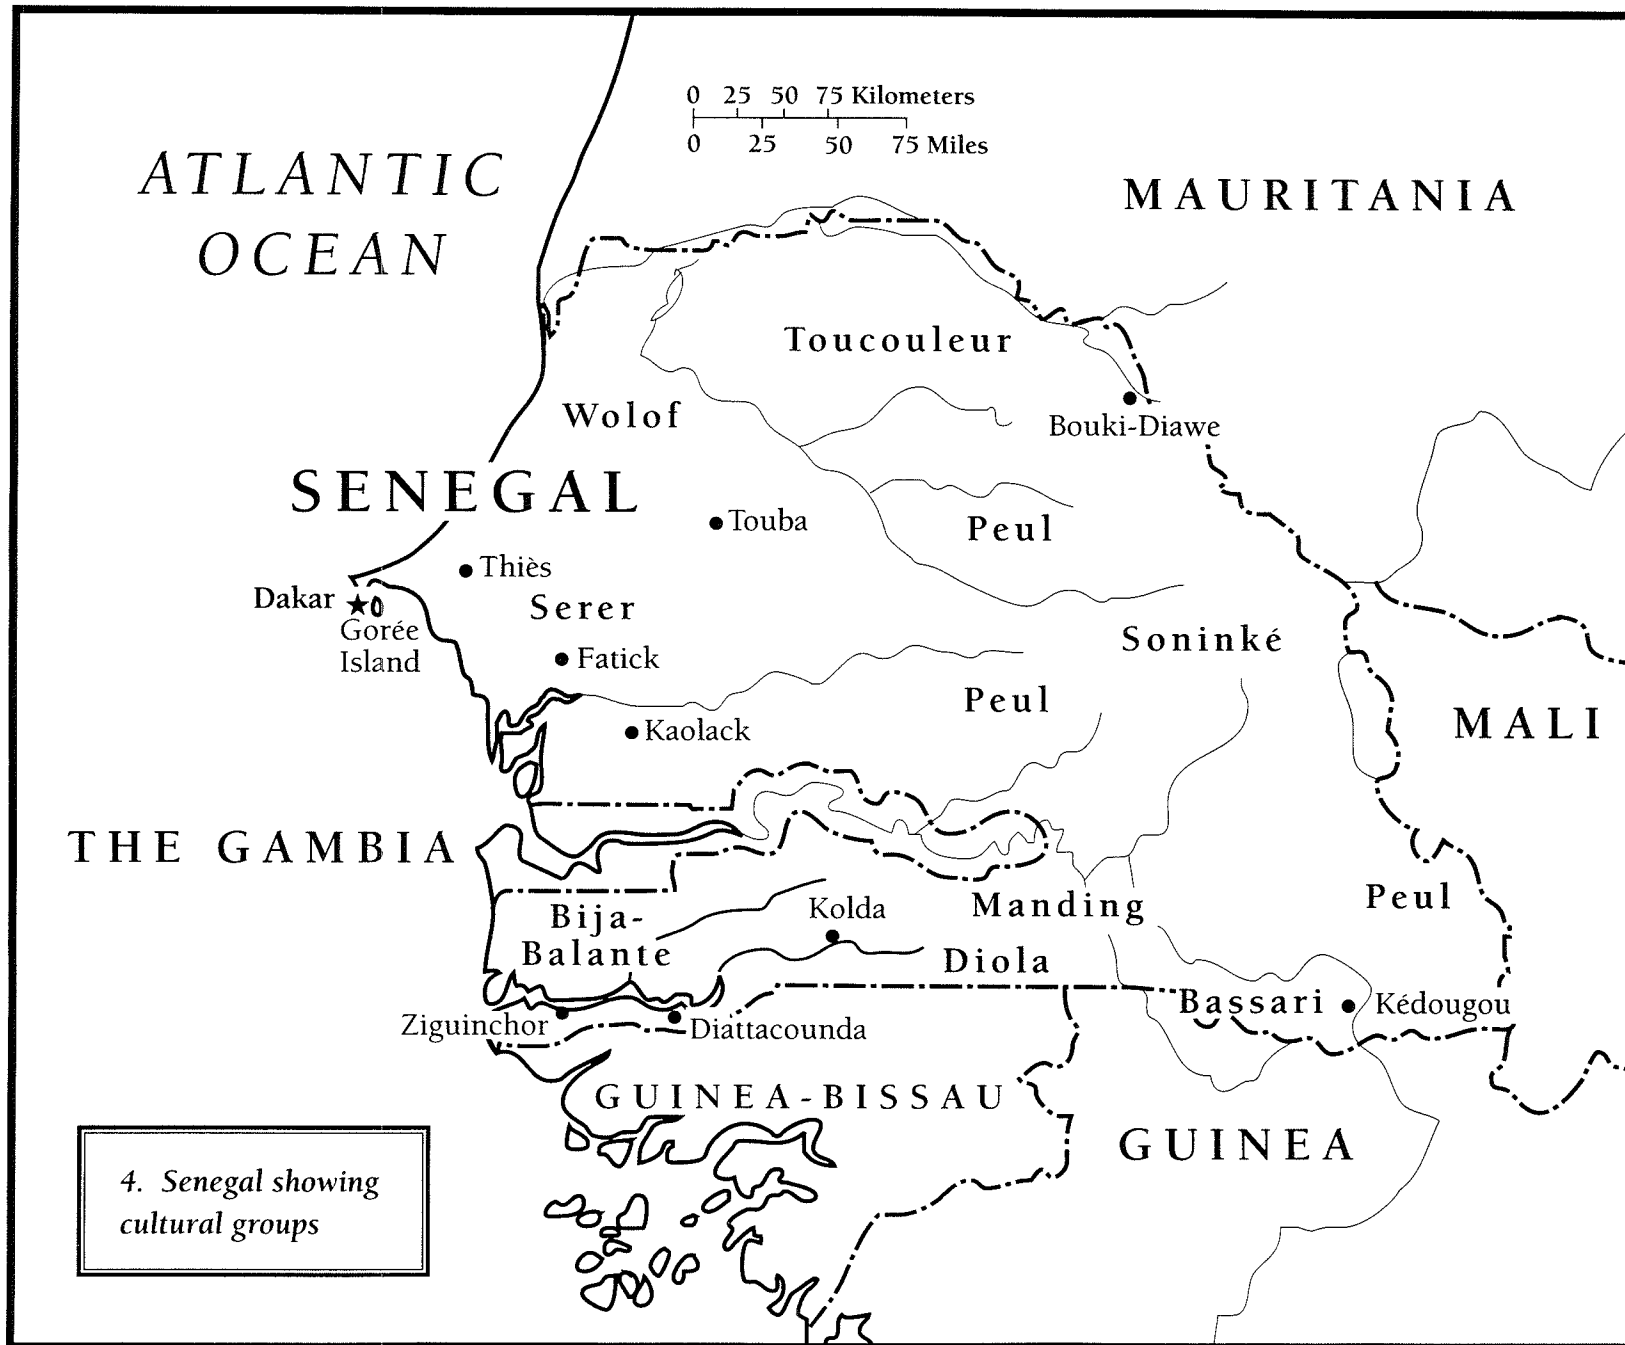 0 25 50 75 Kilometers
0 25 50 75 Miles
ATLANTIC
OCEAN
MAURITANIA
Toucouleur
Wolof
Bouki-Diawe
SENEGAL
Touba
Peul
Thiès
Dakar
Serer
Gorée
Island
Fatick
Soninké
Peul
Kaolack
MALI
THE GAMBIA
Peul
Manding
Kolda
Bija-
Balante
Diola
Bassari
Kédougou
Ziguinchor
Diattacounda
GUINEA-BISSAU
GUINEA
4. Senegal showing
cultural groups